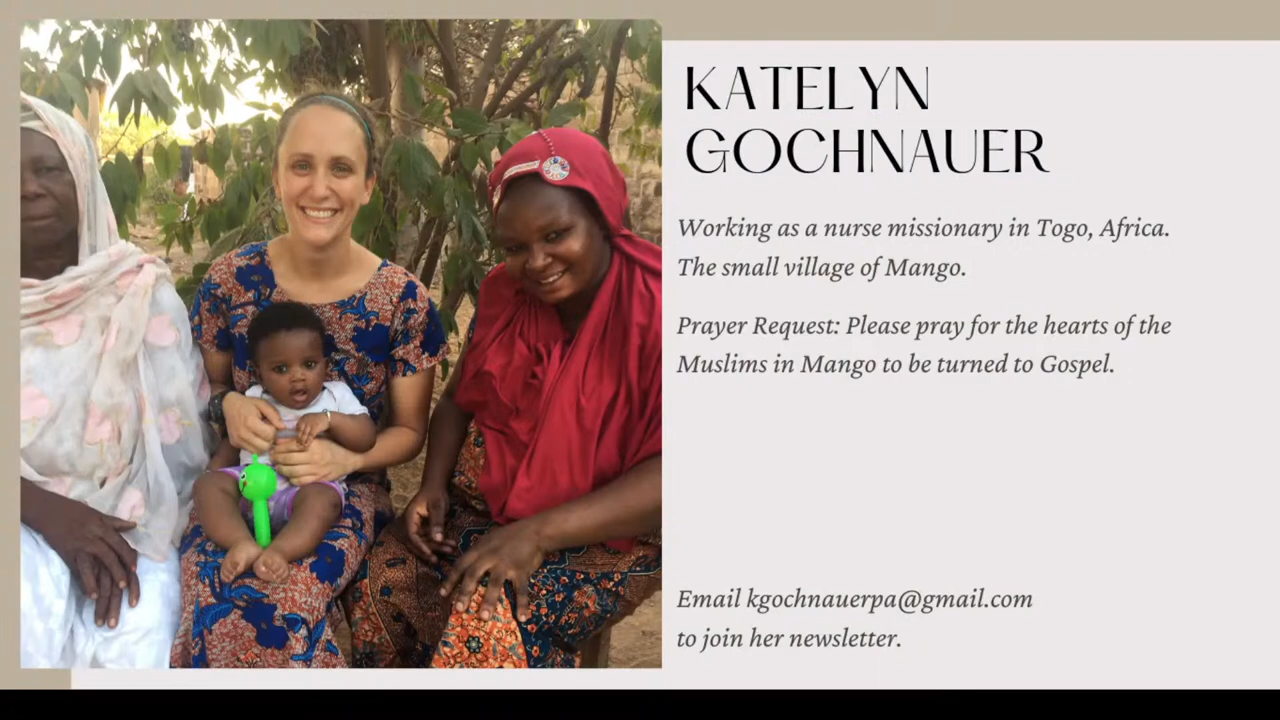 KATELYN
GOCHNAUER
Working as a nurse missionary in Togo, Africa.
The small village of Mango.
Prayer Request: Please pray for the hearts of the
Muslims in Mango to be turned to Gospel.
Email kgochnauerpa@gmail.com
to join her newsletter.